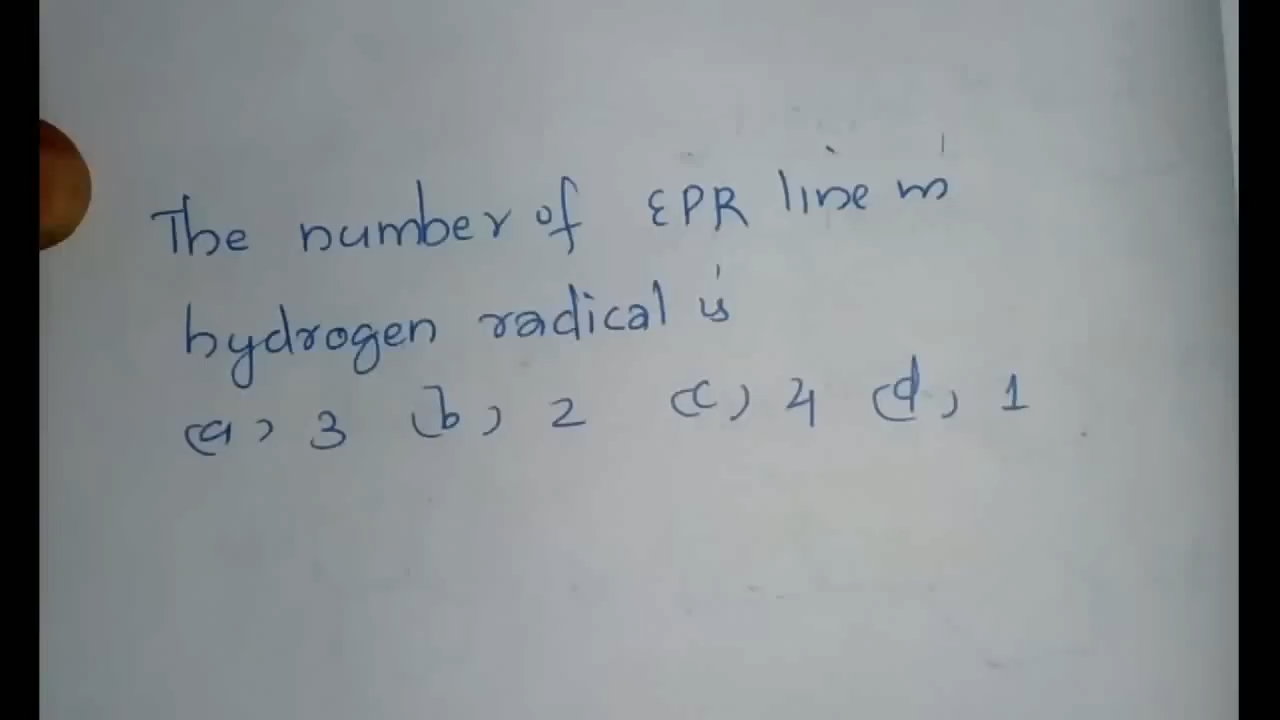 The number of EPR line in
hydrogen radical is
(a) 3 (b) 2 (c) 4 (d) 1